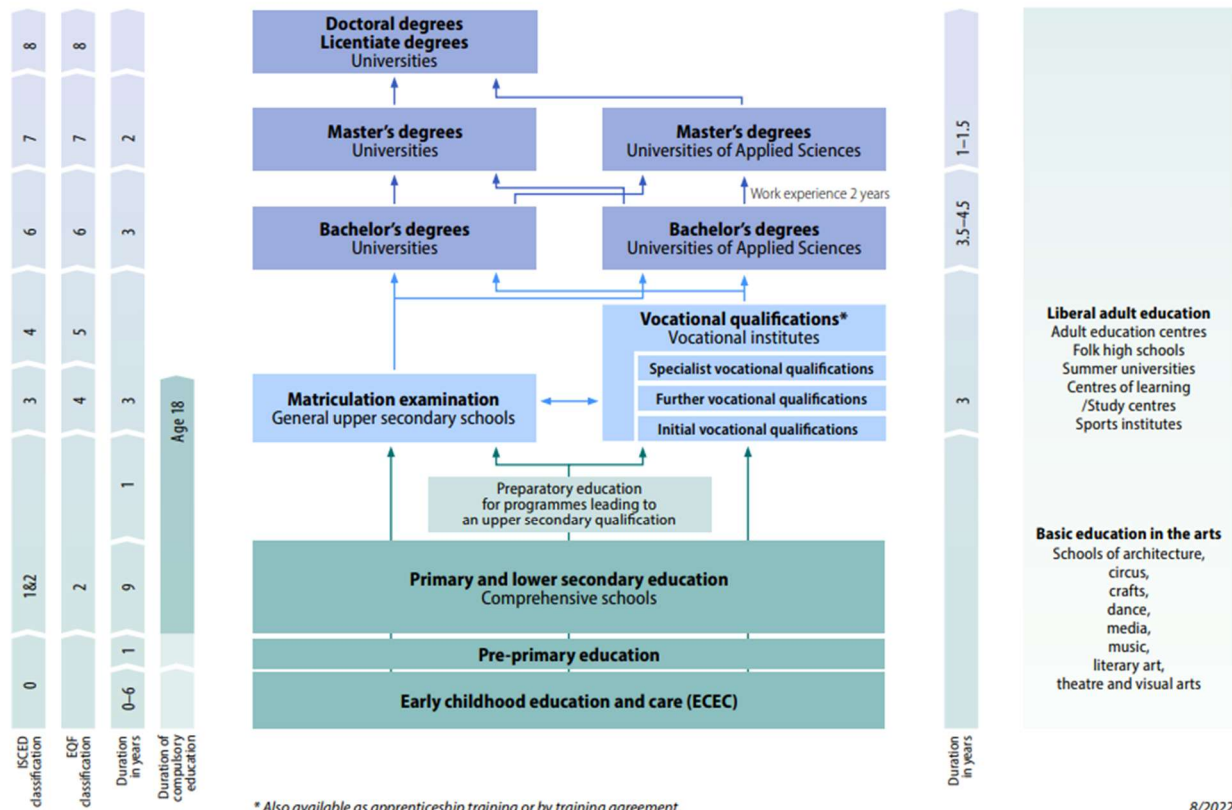 Doctoral degrees
Licentiate degrees
Universities
Master's degrees
Universities
Master's degrees
Universities of Applied Sciences
Work experience 2 years
Bachelor's degrees
Universities
Bachelor's degrees
Universities of Applied Sciences
Vocational qualifications*
Vocational institutes
Specialist vocational qualifications
Further vocational qualifications
Initial vocational qualifications
Matriculation examination
General upper secondary schools
Preparatory education
for programmes leading to
an upper secondary qualification
Primary and lower secondary education
Comprehensive schools
Pre-primary education
Early childhood education and care (ECEC)
8
7
6
4
3
1&2
0
ISCED
classification
8
7
6
5
4
2
EQF
classification
2
3
3
1
9
1
0–6
Duration
in years
Age 18
Duration of
compulsory
education
1–1.5
3.5–4.5
3
Duration
in years
Liberal adult education
Adult education centres
Folk high schools
Summer universities
Centres of learning
/Study centres
Sports institutes
Basic education in the arts
Schools of architecture,
circus,
crafts,
dance,
media,
music,
literary art,
theatre and visual arts
* Also available as apprenticeship training or by training agreement
8/2022